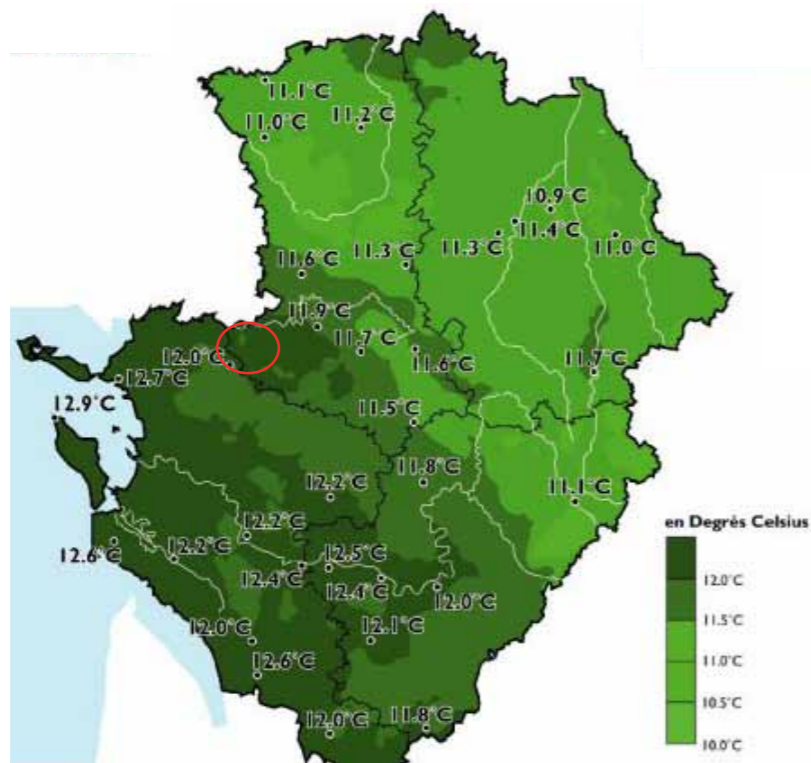 11.1°C
11.0°C
11.2°C
10.9°C
11.4°C
11.3°C
11.0°C
11.3°C
11.6°C
11.9°C
11.7°C
11.6°C
12.0°C
11.7°C
12.7°C
12.9°C
11.5°C
11.8°C
12.2°C
11.1°C
en Degrés Celsius
12.2°C
12.6°C
12.2°C
12.5°C
12.4°C
12.4°C
12.0°C
12.0°C
12.1°C
12.6°C
12.0°C
11.8°C
12.0°C
11.5°C
11.0°C
10.5°C
10.0°C